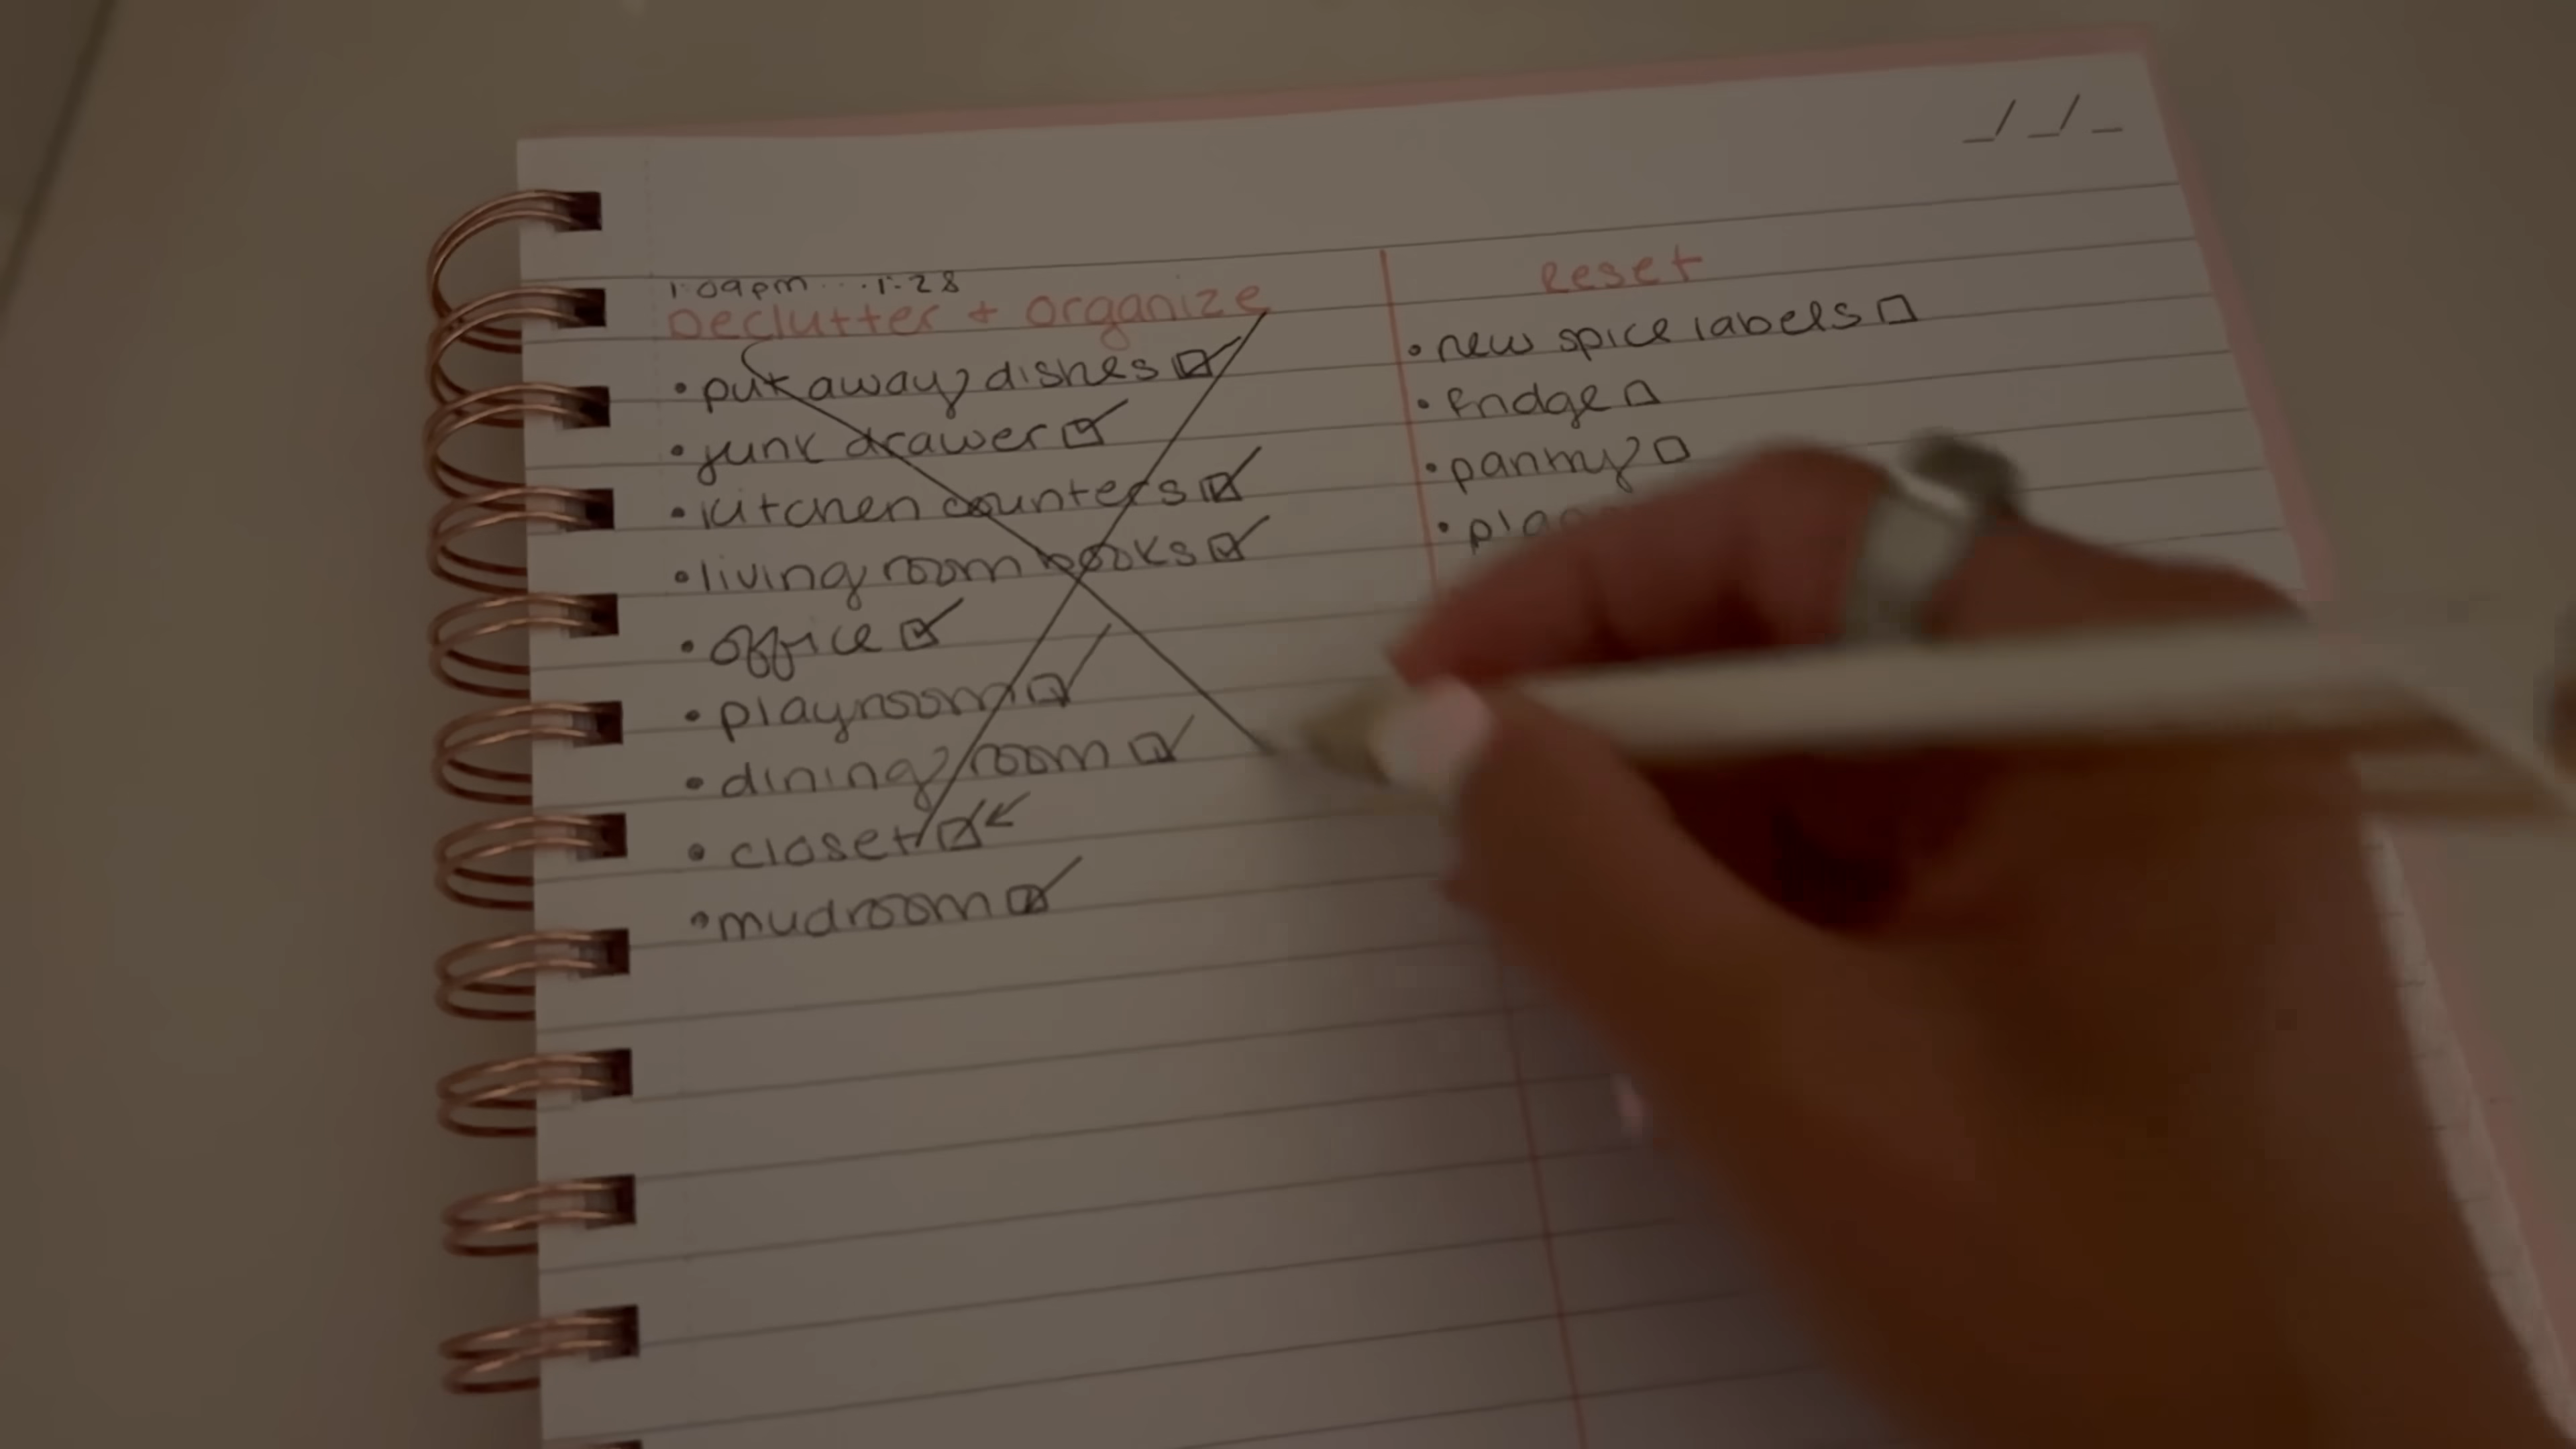 _/_/_
1:09pm...1:28
Declutter + Organize
• put away dishes
• junk drawer
• kitchen counters
• living room books
• office
• playroom
• dining room
• closet
• mudroom
Reset
• new spice labels
• fridge
• pantry